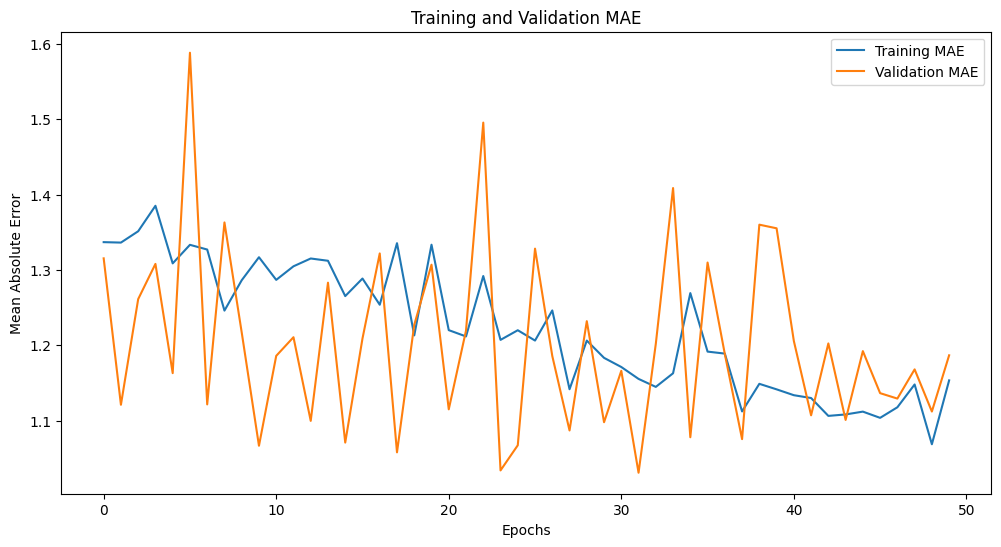 Training and Validation MAE
Training MAE
Validation MAE
Mean Absolute Error
1.6
1.5
1.4
1.3
1.2
1.1
0
10
20
30
40
50
Epochs